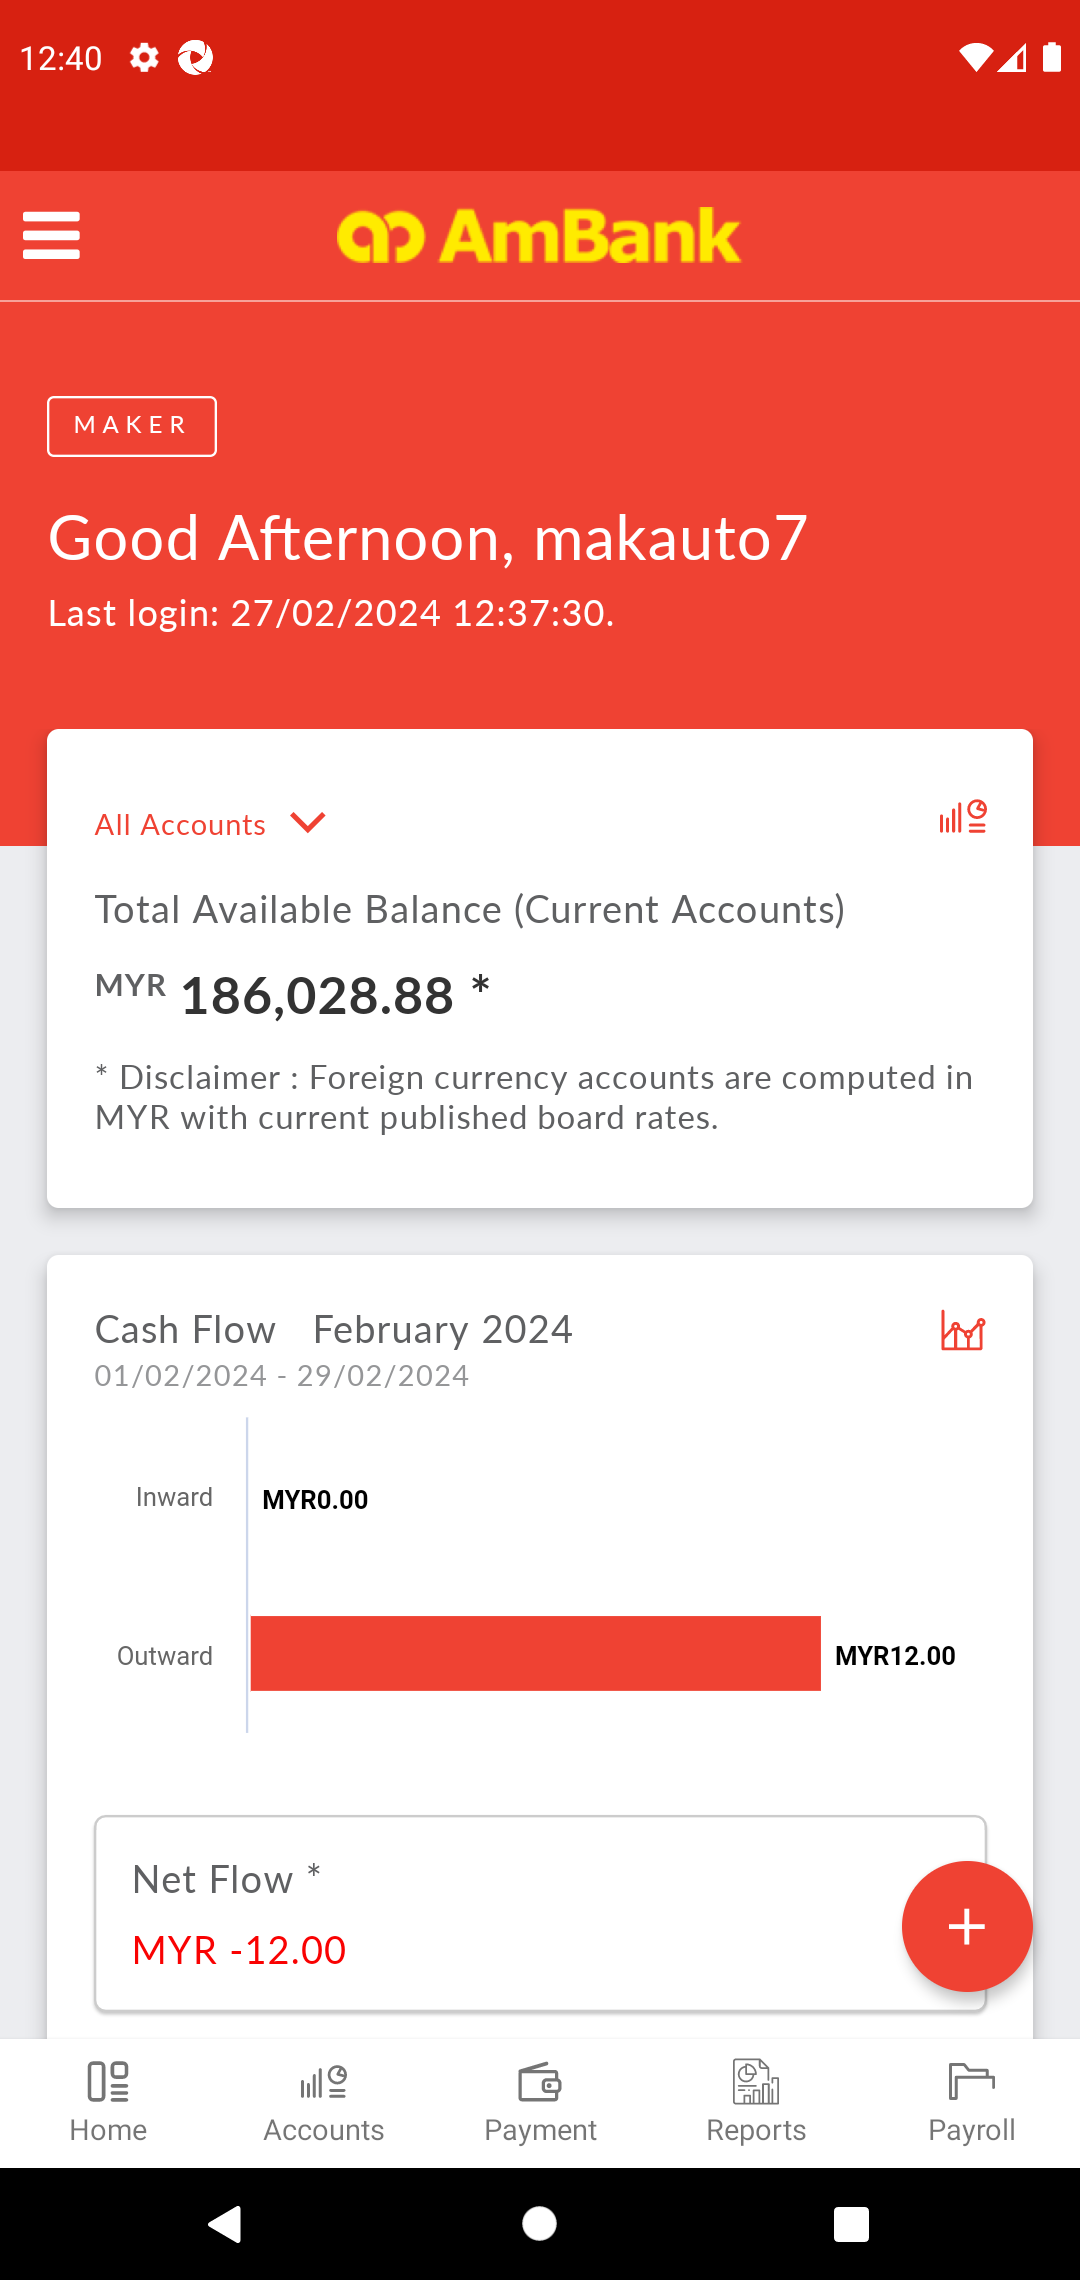 12:40
AmBank
MAKER
Good Afternoon, makauto7
Last login: 27/02/2024 12:37:30.
All Accounts
Total Available Balance (Current Accounts)
MYR 186,028.88 *
* Disclaimer : Foreign currency accounts are computed in
MYR with current published board rates.
Cash Flow February 2024
01/02/2024 - 29/02/2024
Inward MYR0.00
Outward MYR12.00
Net Flow *
MYR -12.00
+
Home Accounts Payment Reports Payroll